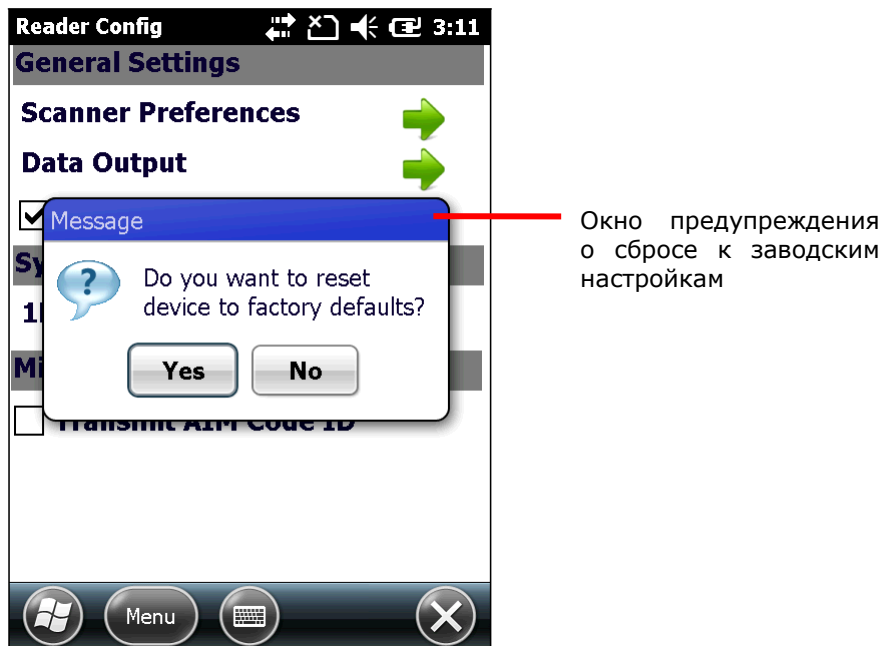 Reader Config 3:11
General Settings
Scanner Preferences
Data Output
Message
Do you want to reset
device to factory defaults?
Yes No
Transmit AIM Code ID
Menu
Окно предупреждения
о сбросе к заводским
настройкам